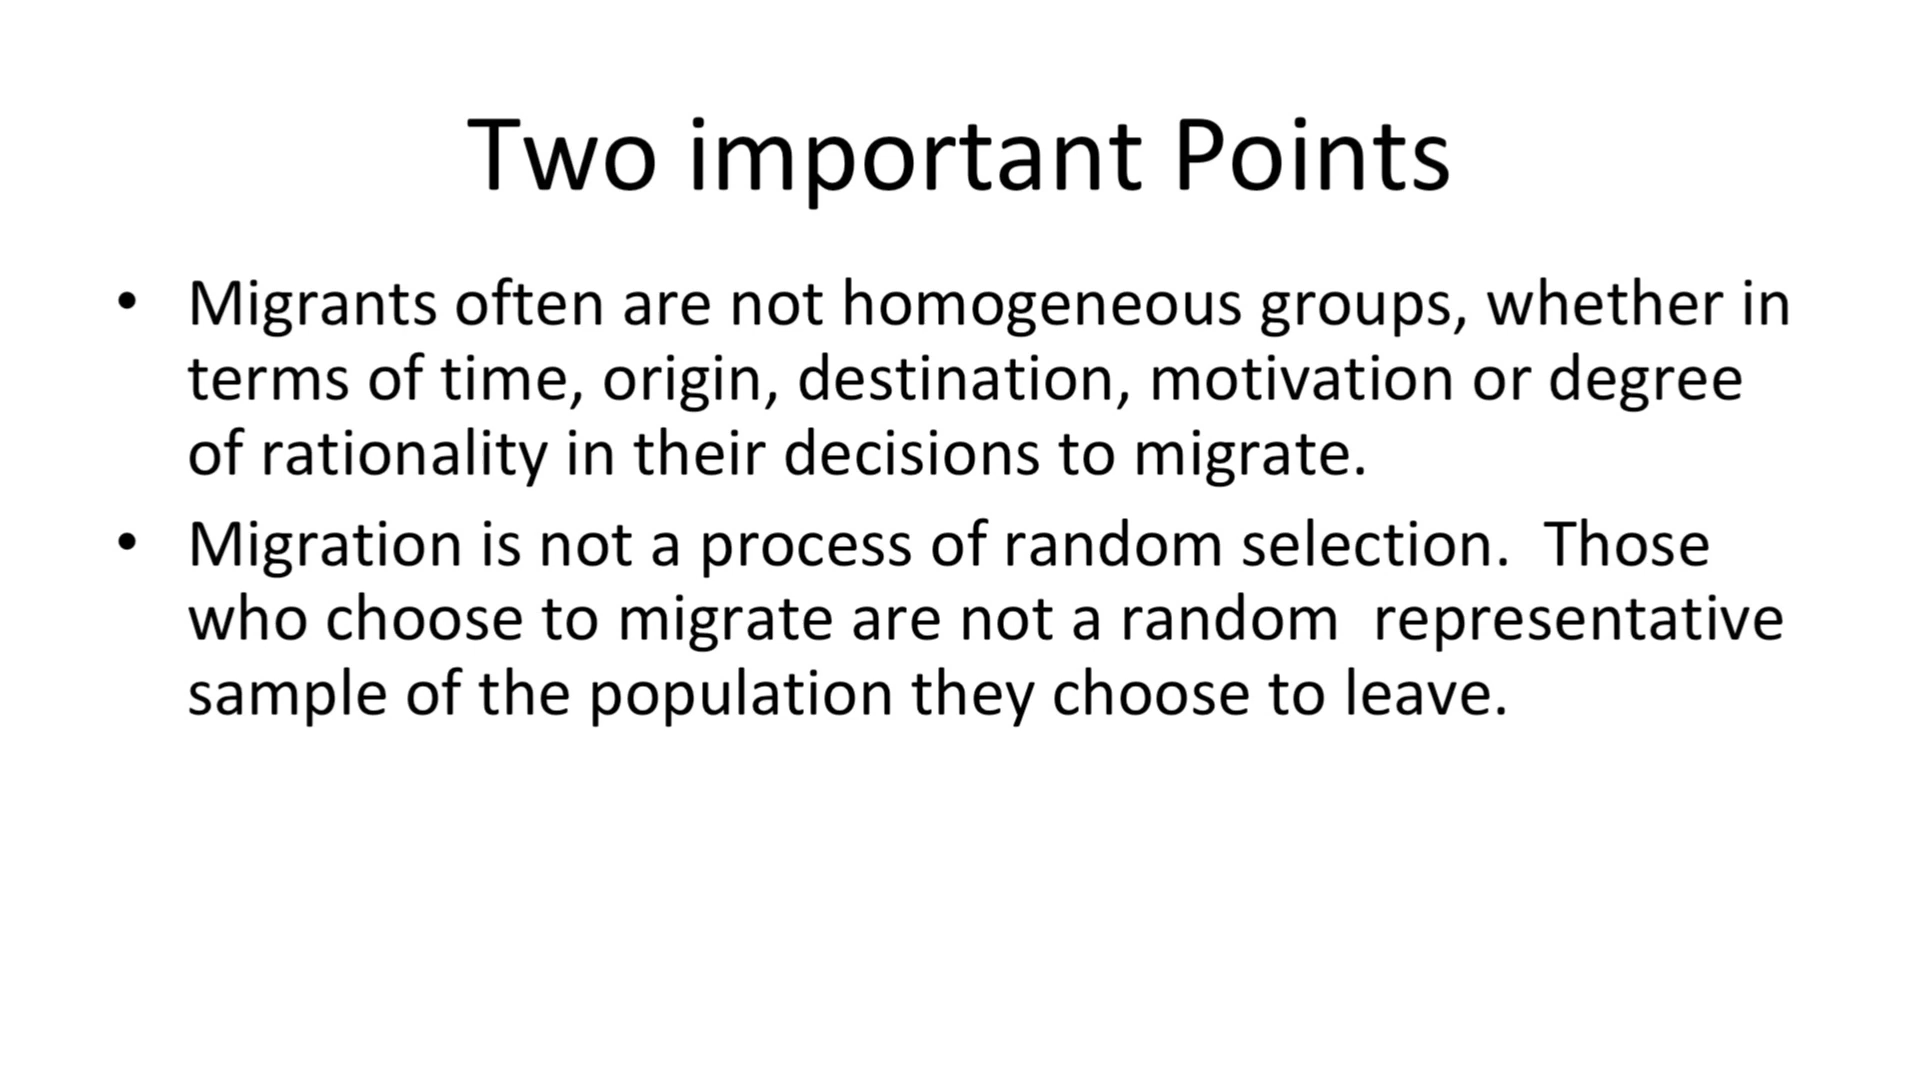 Two important Points
• Migrants often are not homogeneous groups, whether in
terms of time, origin, destination, motivation or degree
of rationality in their decisions to migrate.
• Migration is not a process of random selection.  Those
who choose to migrate are not a random  representative
sample of the population they choose to leave.